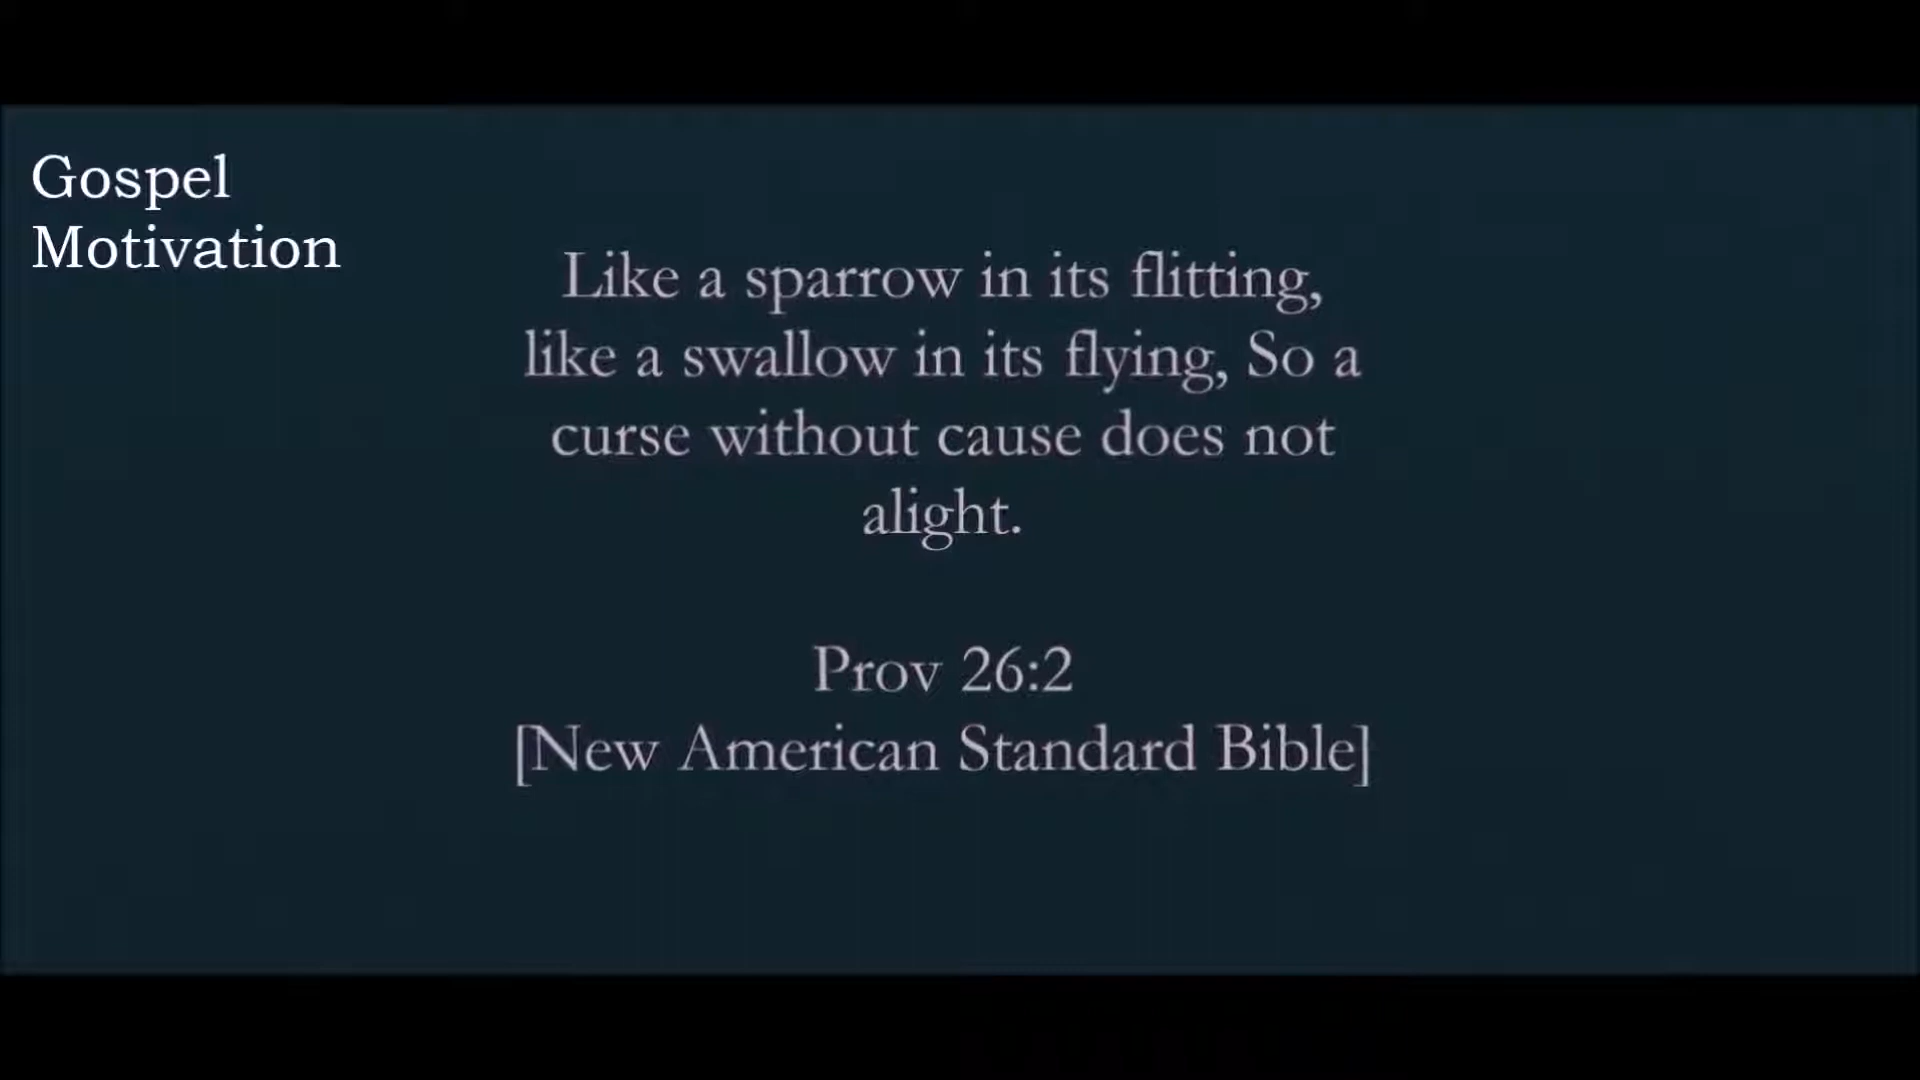 Gospel
Motivation
Like a sparrow in its flitting,
like a swallow in its flying, So a
curse without cause does not
alight.
Prov 26:2
[New American Standard Bible]